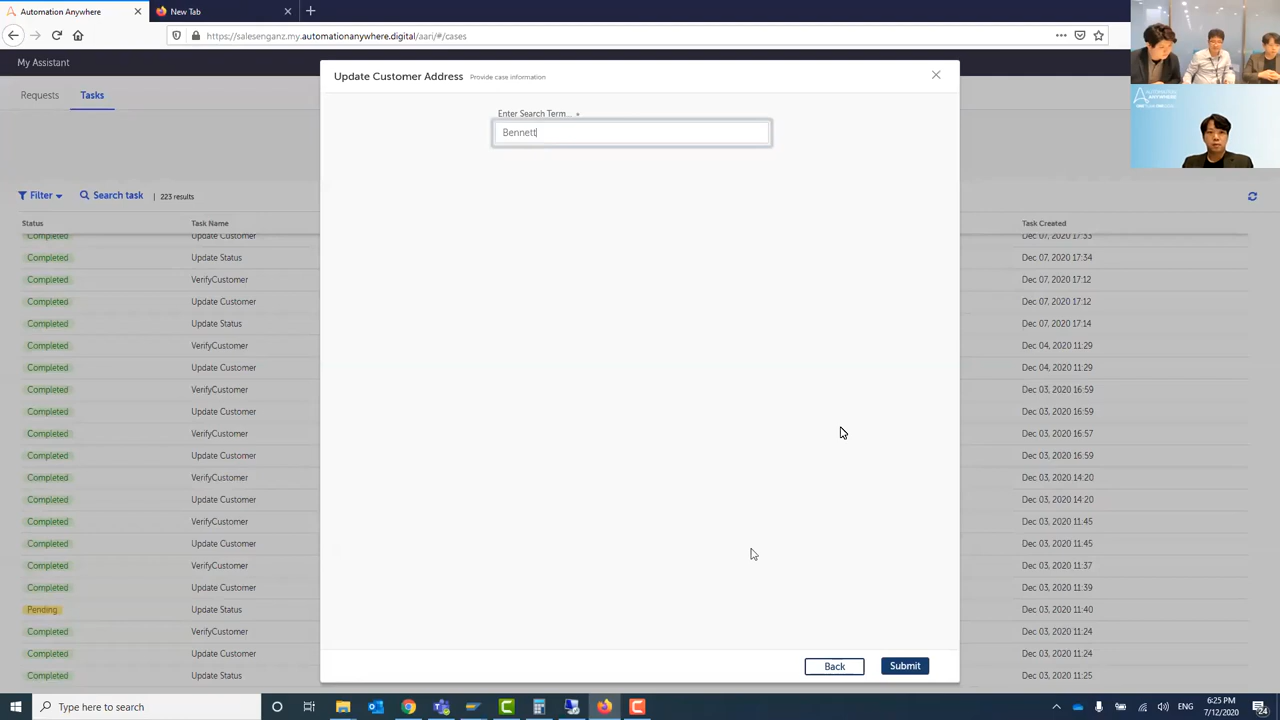 Automation Anywhere
New Tab
https://salesenganz.my.automationanywhere.digital/aari/#/cases
My Assistant
Requests
Tasks
Filter
Search task
223 results
Update Customer Address
Provide case information
Enter Search Term...
Bennett
Back
Submit
Status
Task Name
Task Created
Completed Update Customer Dec 07, 2020 17:33
Completed Update Status Dec 07, 2020 17:34
Completed VerifyCustomer Dec 07, 2020 17:12
Completed Update Customer Dec 07, 2020 17:12
Completed Update Status Dec 07, 2020 17:14
Completed VerifyCustomer Dec 04, 2020 11:29
Completed Update Customer Dec 04, 2020 11:29
Completed VerifyCustomer Dec 03, 2020 16:59
Completed Update Customer Dec 03, 2020 16:59
Completed VerifyCustomer Dec 03, 2020 16:57
Completed Update Customer Dec 03, 2020 16:59
Completed VerifyCustomer Dec 03, 2020 14:20
Completed Update Customer Dec 03, 2020 14:20
Completed VerifyCustomer Dec 03, 2020 11:45
Completed Update Customer Dec 03, 2020 11:45
Completed VerifyCustomer Dec 03, 2020 11:37
Completed Update Customer Dec 03, 2020 11:39
Pending Update Status Dec 03, 2020 11:40
Completed VerifyCustomer Dec 03, 2020 11:24
Completed Update Customer Dec 03, 2020 11:24
Completed Update Status Dec 03, 2020 11:25
AUTOMATION
ANYWHERE
Type here to search
6:25 PM
7/12/2020
24